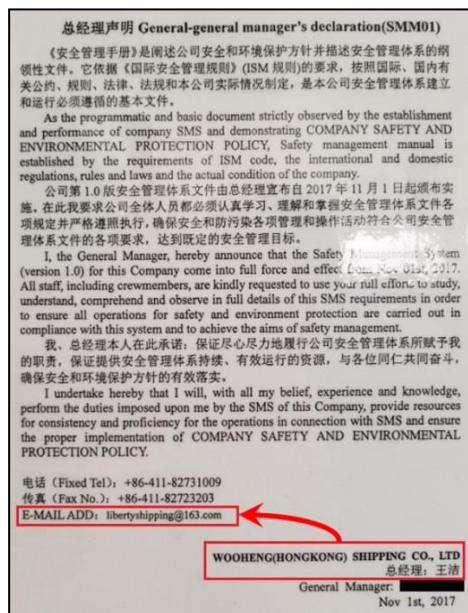 总经理声明 General-general manager's declaration(SMM01)
《安全管理手册》是阐述公司安全和环境保护方针并描述安全管理体系的纲
领性文件。它依据《国际安全管理规则》(ISM 规则)的要求，按照国际、国内有
关公约、规则、法律、法规和本公司实际情况制定，是本公司安全管理体系建立
和运行必须遵循的基本文件。
As the programmatic and basic document strictly observed by the establishment
and performance of company SMS and demonstrating COMPANY SAFETY AND
ENVIRONMENTAL PROTECTION POLICY, Safety management manual is
established by the requirements of ISM code, the international and domestic
regulations, rules and laws and the actual condition of the company.
公司第 1.0 版安全管理体系文件由总经理宣布自 2017 年 11 月 1 日起颁布实
施。在此我要求公司全体人员都必须认真学习、理解和掌握安全管理体系文件各
项规定并严格遵照执行，确保安全和防污染各项管理和操作活动符合公司安全管
理体系文件的各项要求，达到既定的安全管理目标。
I, the General Manager, hereby announce that the Safety Management System
(version 1.0) for this Company come into full force and effect from Nov 01st, 2017.
All staff, including crewmembers, are kindly requested to use your full efforts to study,
understand, comprehend and observe in full details of this SMS requirements in order
to ensure all operations for safety and environment protection are carried out in
compliance with this system and to achieve the aims of safety management.
我、总经理本人在此承诺：保证尽心尽力地履行公司安全管理体系所赋予我
的职责，保证提供安全管理体系持续、有效运行的资源，与各位同仁共同奋斗，
确保安全和环境保护方针的有效落实。
I undertake hereby that I will, with all my belief, experience and knowledge,
perform the duties imposed upon me by the SMS of this Company, provide resources
for consistency and proficiency for the operations in connection with SMS and ensure
the proper implementation of COMPANY SAFETY AND ENVIRONMENTAL
PROTECTION POLICY.
电话（Fixed Tel）：+86-411-82731009
传真（Fax No.）：+86-411-82723203
E-MAIL ADD：libertyshipping@163.com
WOOHENG(HONGKONG) SHIPPING CO., LTD
总经理：王洁
General Manager:
Nov 1st, 2017